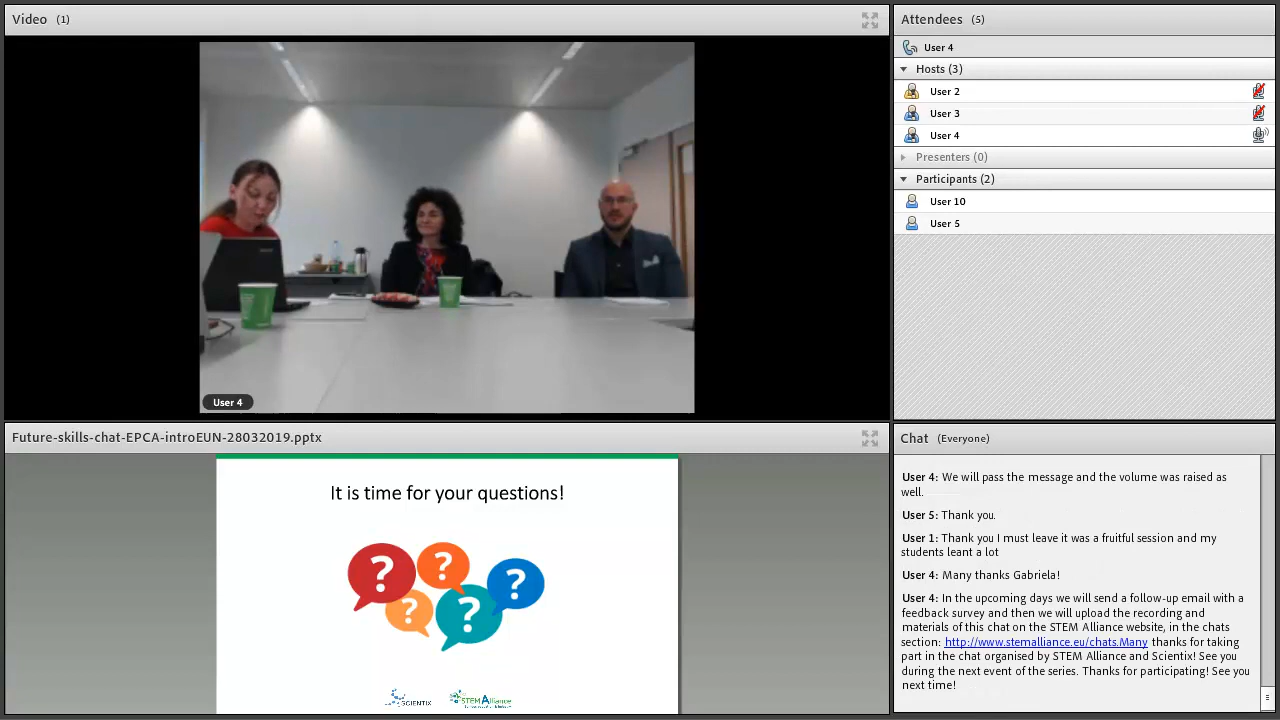 Video (1)
User 4
Future-skills-chat-EPCA-introEUN-28032019.pptx
It is time for your questions!
? ? ? ? ?
SCIENTIX STEM Alliance
Attendees (5)
User 4
Hosts (3)
User 2
User 3
User 4
Presenters (0)
Participants (2)
User 10
User 5
Chat (Everyone)
User 4: We will pass the message and the volume was raised as
well.
User 5: Thank you.
User 1: Thank you I must leave it was a fruitful session and my
students leant a lot
User 4: Many thanks Gabriela!
User 4: In the upcoming days we will send a follow-up email with a
feedback survey and then we will upload the recording and
materials of this chat on the STEM Alliance website, in the chats
section: http://www.stemalliance.eu/chats.Many thanks for taking
part in the chat organised by STEM Alliance and Scientix! See you
during the next event of the series. Thanks for participating! See you
next time!